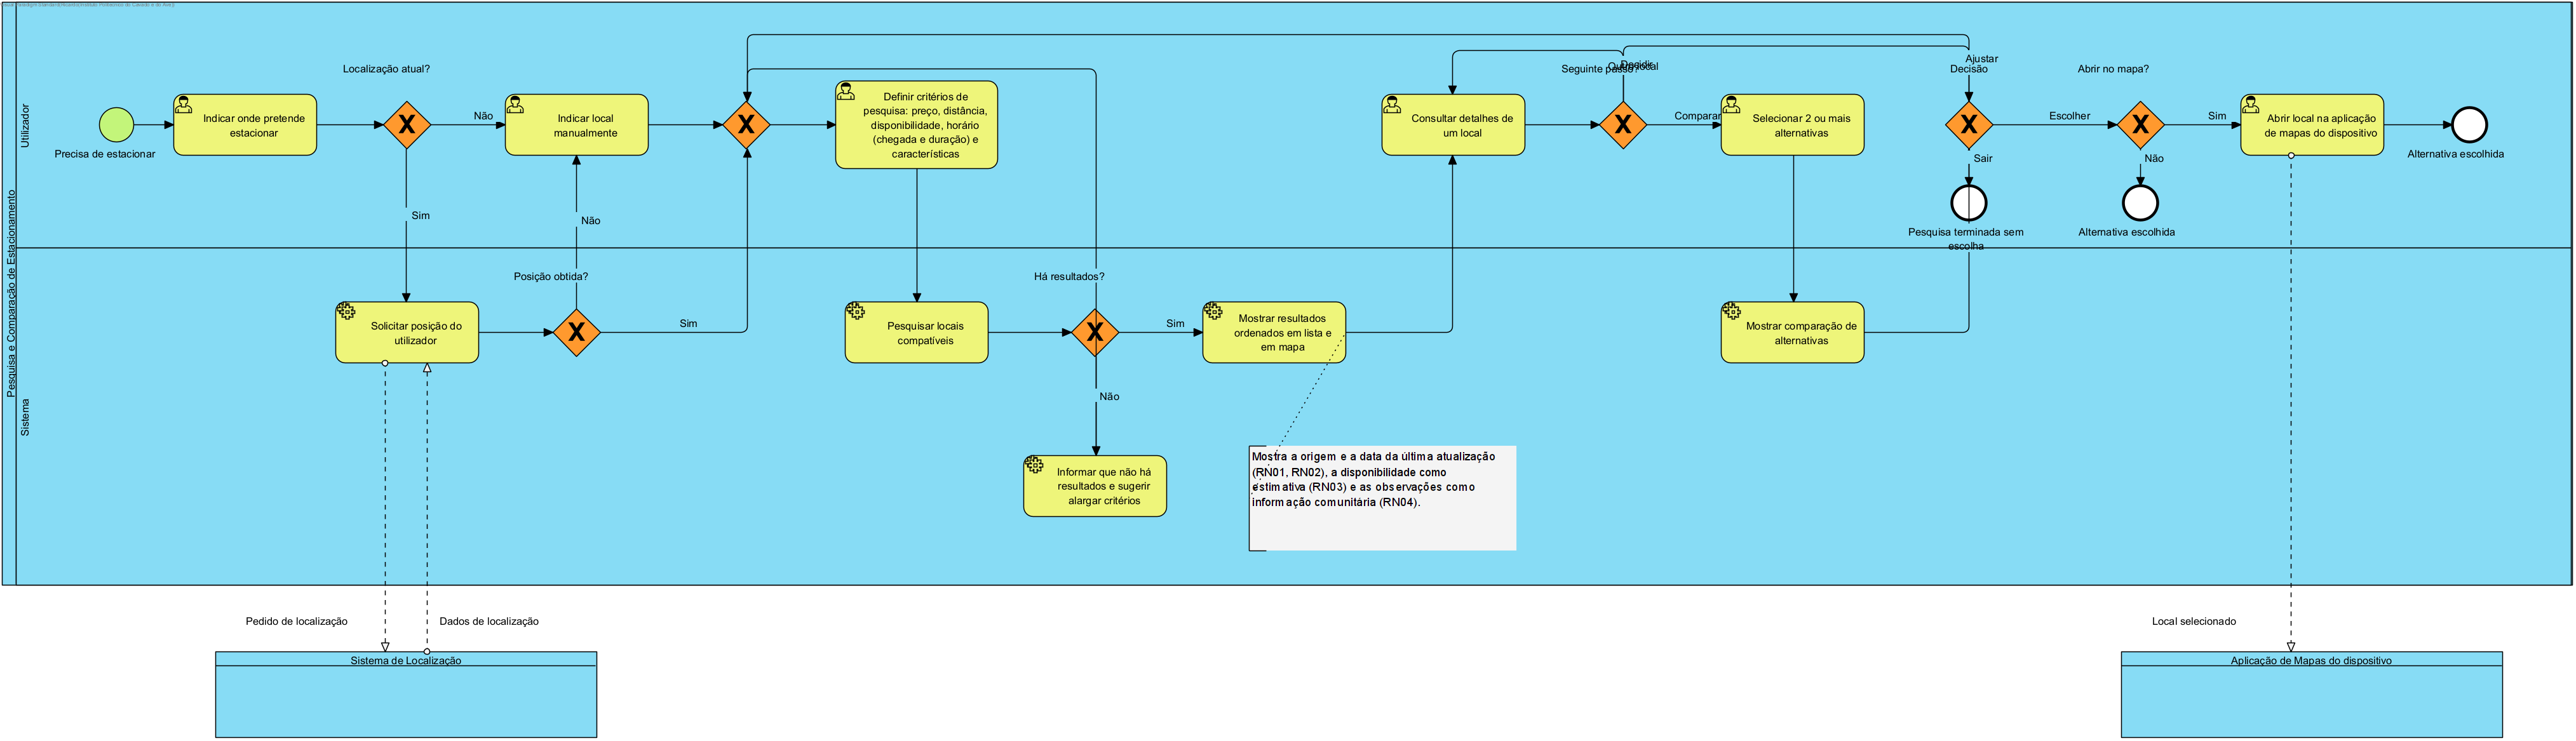 Pesquisa e Comparação de Estacionamento
Utilizador
Sistema
Precisa de estacionar
Indicar onde pretende
estacionar
Localização atual?
Não
Sim
Indicar local
manualmente
Não
Definir critérios de
pesquisa: preço, distância,
disponibilidade, horário
(chegada e duração) e
características
Consultar detalhes de
um local
Seguinte passo?
Decidir
Comparar
Selecionar 2 ou mais
alternativas
Ajustar
Decisão
Escolher
Sair
Pesquisa terminada sem
escolha
Abrir no mapa?
Sim
Não
Alternativa escolhida
Abrir local na aplicação
de mapas do dispositivo
Alternativa escolhida
Solicitar posição do
utilizador
Posição obtida?
Sim
Pesquisar locais
compatíveis
Há resultados?
Sim
Não
Mostrar resultados
ordenados em lista e
em mapa
Mostrar comparação de
alternativas
Informar que não há
resultados e sugerir
alargar critérios
Mostra a origem e a data da última atualização
(RN01, RN02), a disponibilidade como
estimativa (RN03) e as observações como
informação comunitária (RN04).
Pedido de localização
Dados de localização
Local selecionado
Sistema de Localização
Aplicação de Mapas do dispositivo